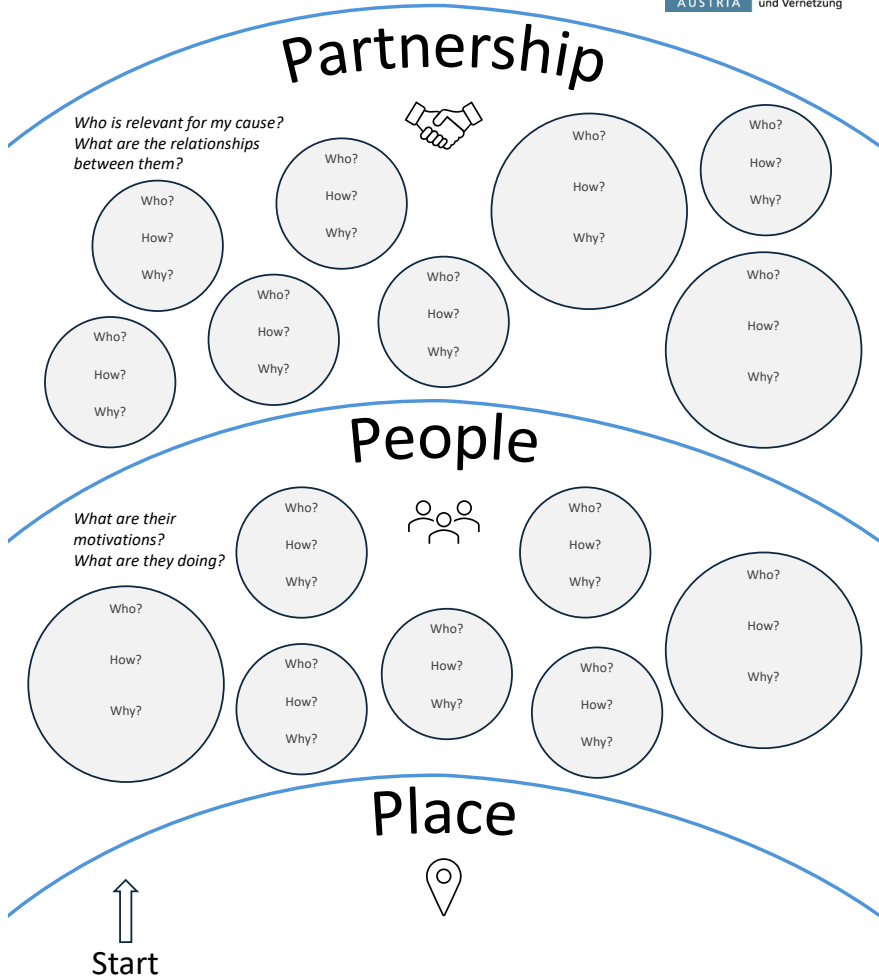 AUSTRIA
und Vernetzung
Partnership
Who is relevant for my cause?
What are the relationships
between them?
Who?
How?
Why?
Who?
How?
Why?
Who?
How?
Why?
Who?
How?
Why?
Who?
How?
Why?
Who?
How?
Why?
Who?
How?
Why?
Who?
How?
Why?
People
What are their
motivations?
What are they doing?
Who?
How?
Why?
Who?
How?
Why?
Who?
How?
Why?
Who?
How?
Why?
Who?
How?
Why?
Who?
How?
Why?
Who?
How?
Why?
Place
Start